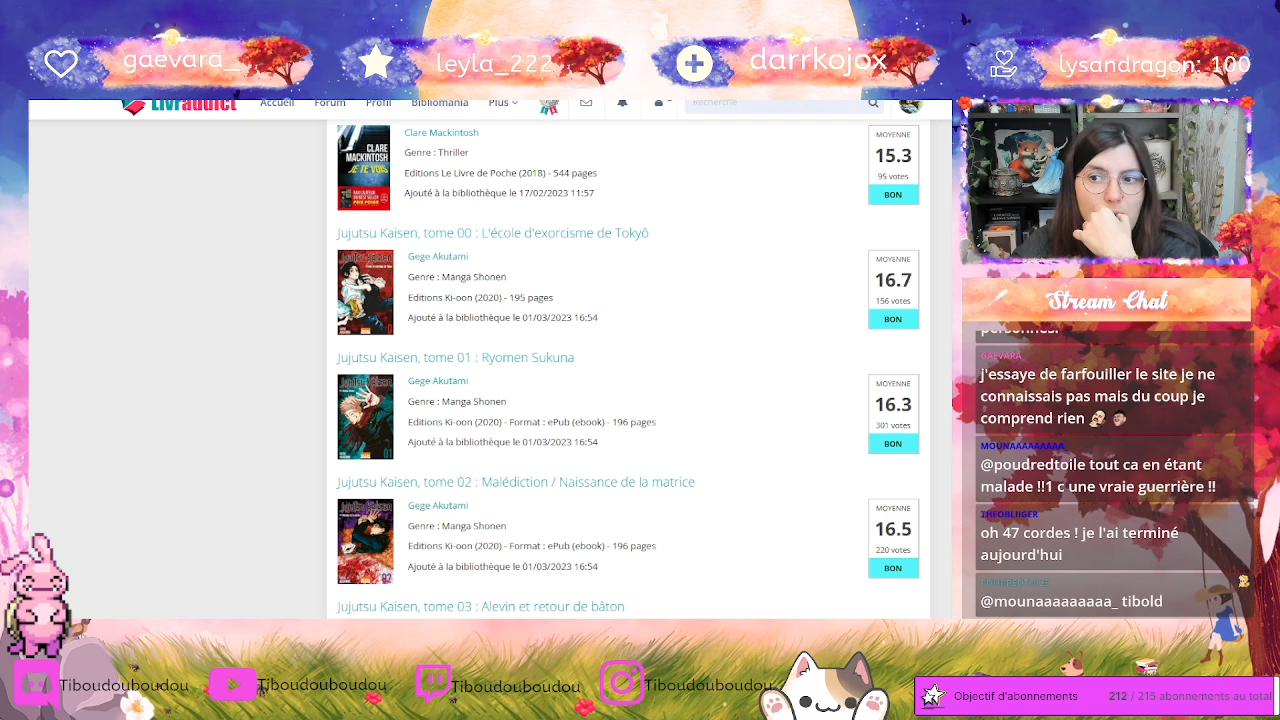 gaevara_
leyla_222
darrkojox
lysandragon: 100
Livraddict
Accueil
Forum
Profil
Bibliomania
Plus
Recherche
CLARE
MACKINTOSH
JE TE VOIS
Clare Mackintosh
Genre : Thriller
Editions Le Livre de Poche (2018) - 544 pages
Ajouté à la bibliothèque le 17/02/2023 11:57
MOYENNE
15.3
95 votes
BON
Jujutsu Kaisen, tome 00 : L'école d'exorcisme de Tokyô
Gege Akutami
Genre : Manga Shonen
Editions Ki-oon (2020) - 195 pages
Ajouté à la bibliothèque le 01/03/2023 16:54
MOYENNE
16.7
156 votes
BON
Jujutsu Kaisen, tome 01 : Ryomen Sukuna
Gege Akutami
Genre : Manga Shonen
Editions Ki-oon (2020) - Format : ePub (ebook) - 196 pages
Ajouté à la bibliothèque le 01/03/2023 16:54
MOYENNE
16.3
301 votes
BON
Jujutsu Kaisen, tome 02 : Malédiction / Naissance de la matrice
Gege Akutami
Genre : Manga Shonen
Editions Ki-oon (2020) - Format : ePub (ebook) - 196 pages
Ajouté à la bibliothèque le 01/03/2023 16:54
MOYENNE
16.5
220 votes
BON
Jujutsu Kaisen, tome 03 : Alevin et retour de bâton
Stream Chat
personnes.
GAEVARA_
j'essaye de farfouiller le site je ne
connaissais pas mais du coup je
comprend rien
MOUNAAAAAAAAA_
@poudredtoile tout ca en étant
malade !!1 c une vraie guerrière !!
THEOBLIIGER
oh 47 cordes ! je l'ai terminé
aujourd'hui
@mounaaaaaaaaa_ tibold
Tiboudouboudou
Tiboudouboudou
Tiboudouboudou
Tiboudouboudou
Objectif d'abonnements
212 / 215 abonnements au total